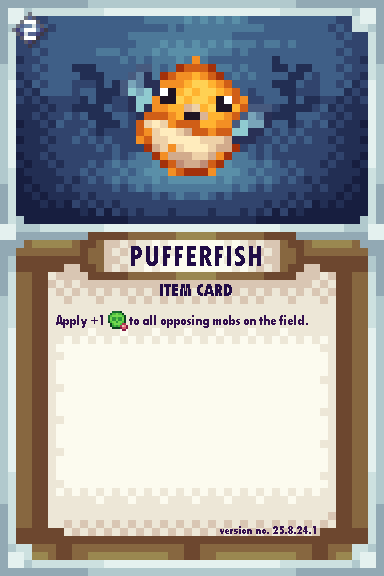 2
PUFFERFISH
ITEM CARD
Apply +1 to all opposing mobs on the field.
version no. 25.8.24.1